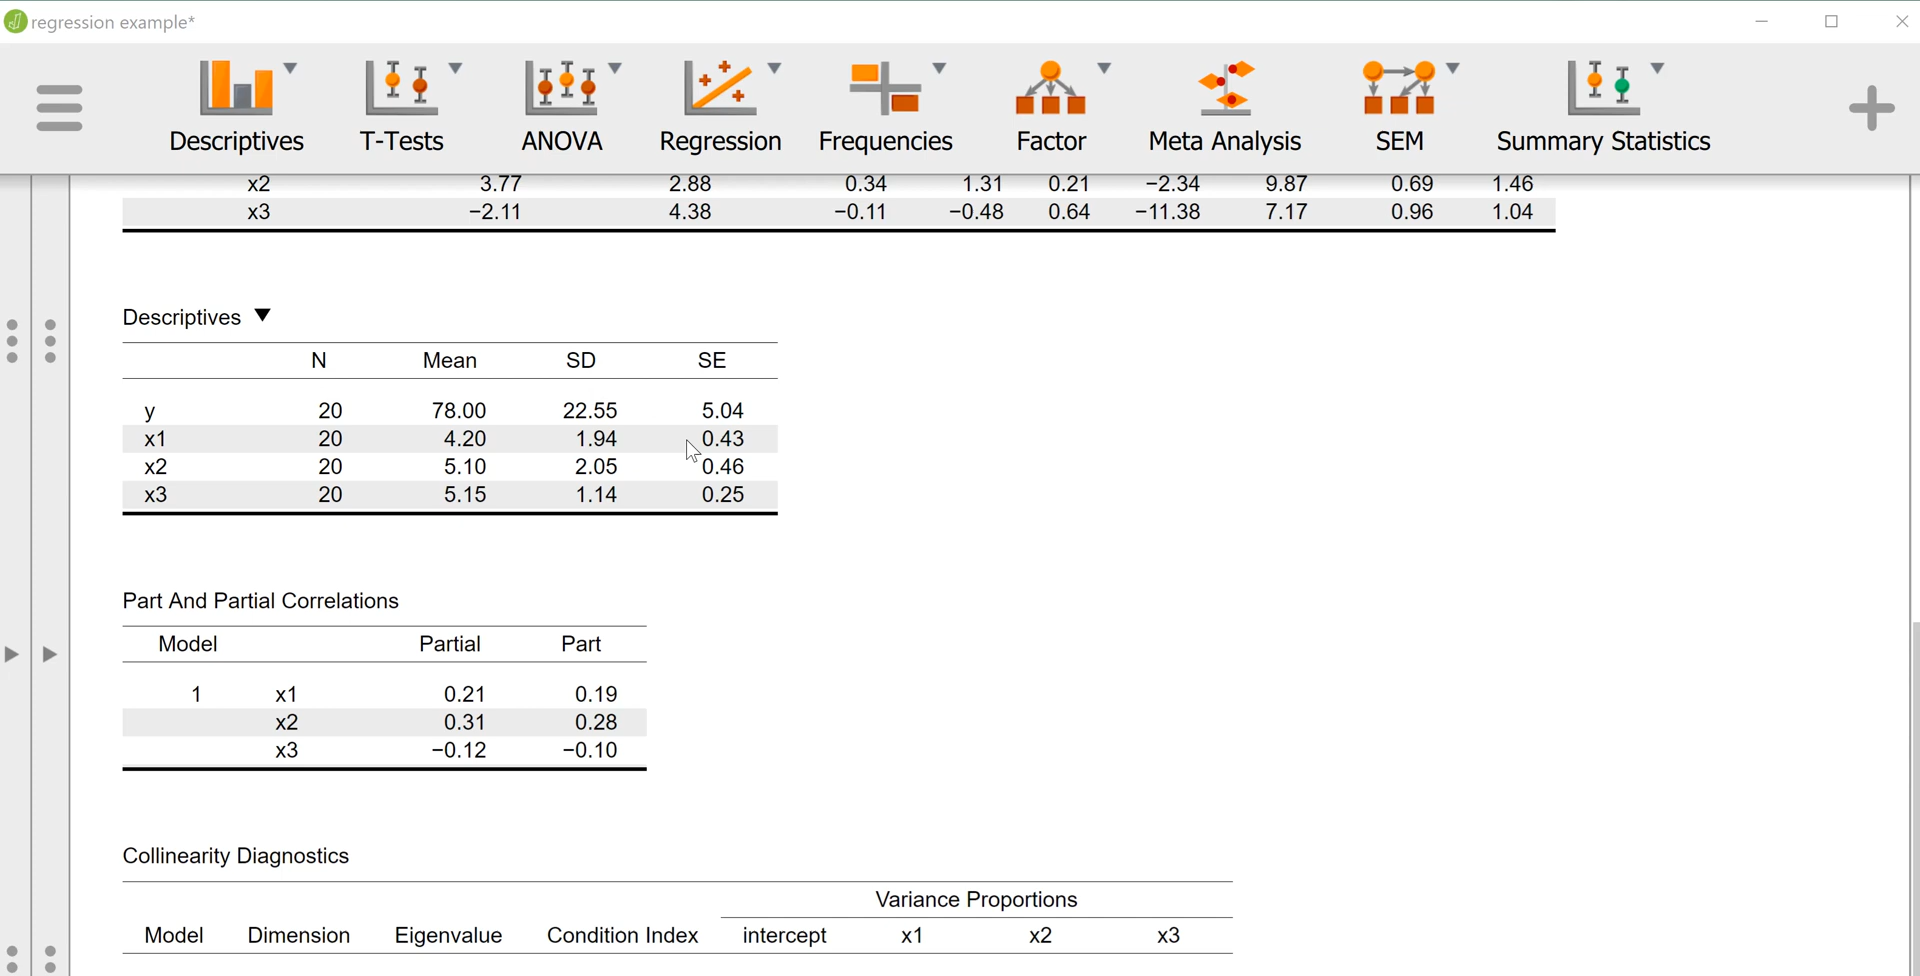 regression example*
Descriptives T-Tests ANOVA Regression Frequencies Factor Meta Analysis SEM Summary Statistics
x2 3.77 2.88 0.34 1.31 0.21 −2.34 9.87 0.69 1.46
x3 −2.11 4.38 −0.11 −0.48 0.64 −11.38 7.17 0.96 1.04
Descriptives ▼
N Mean SD SE
y 20 78.00 22.55 5.04
x1 20 4.20 1.94 0.43
x2 20 5.10 2.05 0.46
x3 20 5.15 1.14 0.25
Part And Partial Correlations
Model Partial Part
1 x1 0.21 0.19
x2 0.31 0.28
x3 −0.12 −0.10
Collinearity Diagnostics
Variance Proportions
Model Dimension Eigenvalue Condition Index intercept x1 x2 x3